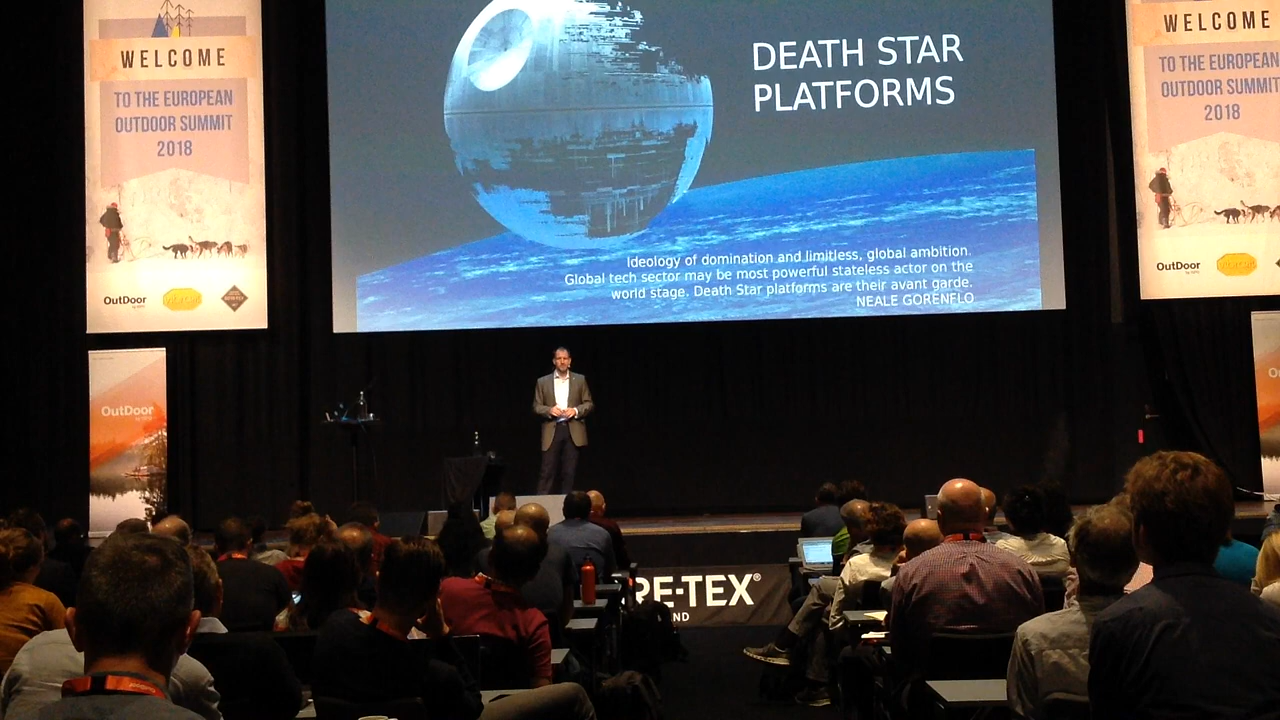 WELCOME
TO THE EUROPEAN
OUTDOOR SUMMIT
2018
OutDoor
DEATH STAR
PLATFORMS
Ideology of domination and limitless, global ambition.
Global tech sector may be most powerful stateless actor on the
world stage. Death Star platforms are their avant garde.
NEALE GORENFLO
WELCOME
TO THE EUROPEAN
OUTDOOR SUMMIT
2018
OutDoor
OutDoor
RE-TEX®
ND